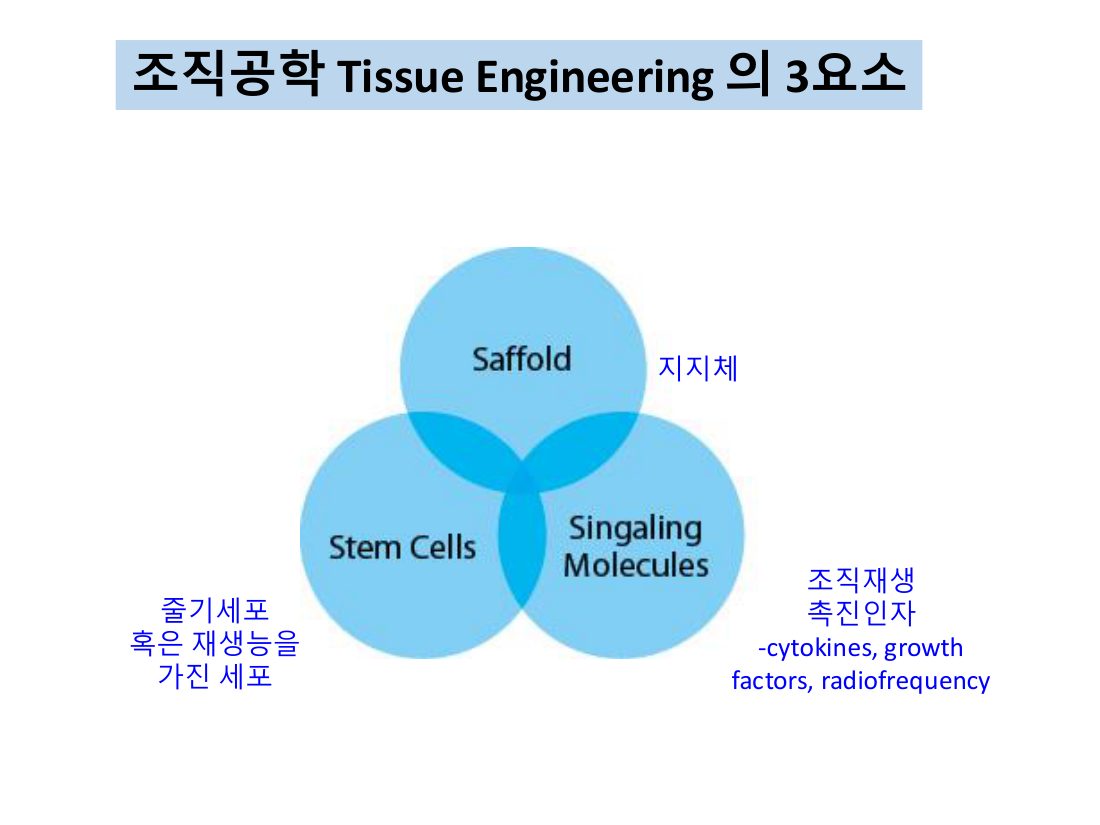 조직공학 Tissue Engineering 의 3요소
Saffold
지지체
Stem Cells
Singaling
Molecules
줄기세포
혹은 재생능을
가진 세포
조직재생
촉진인자
-cytokines, growth
factors, radiofrequency